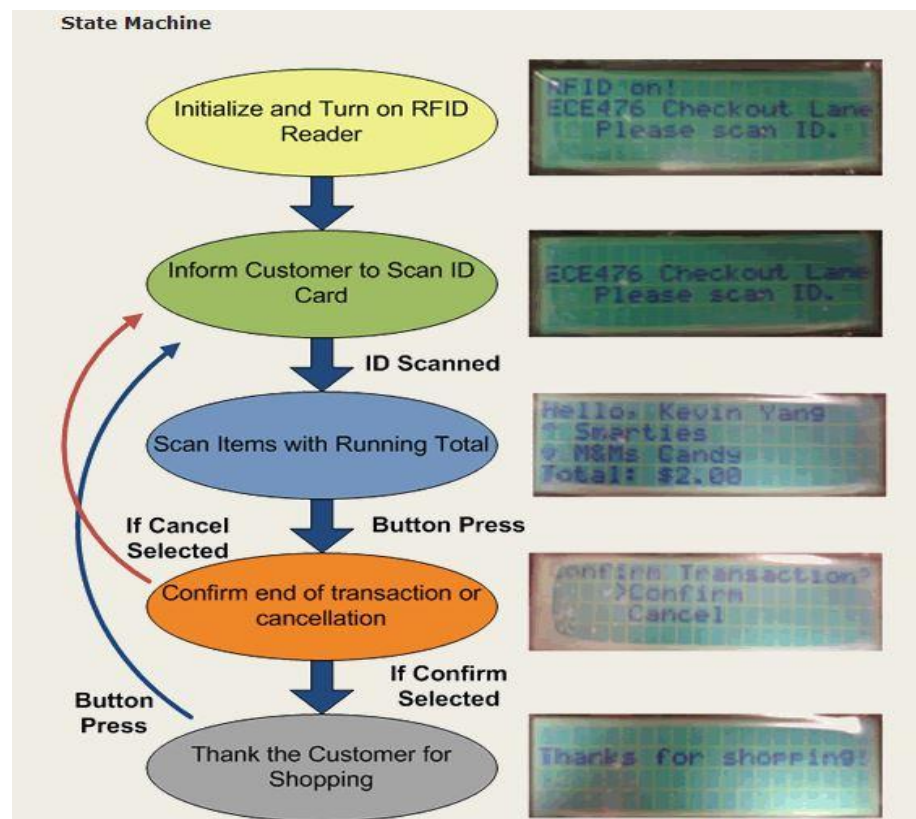 State Machine
Initialize and Turn on RFID
Reader
RFID on!
ECE476 Checkout Lane
Please scan ID.
Inform Customer to Scan ID
Card
ECE476 Checkout Lane
Please scan ID.
ID Scanned
Scan Items with Running Total
Hello, Kevin Yang
Smarties
M&Ms Candy
Total: $2.00
If Cancel
Selected
Button Press
Confirm end of transaction or
cancellation
Confirm Transaction?
>Confirm
Cancel
If Confirm
Selected
Button
Press
Thank the Customer for
Shopping
Thanks for shopping!